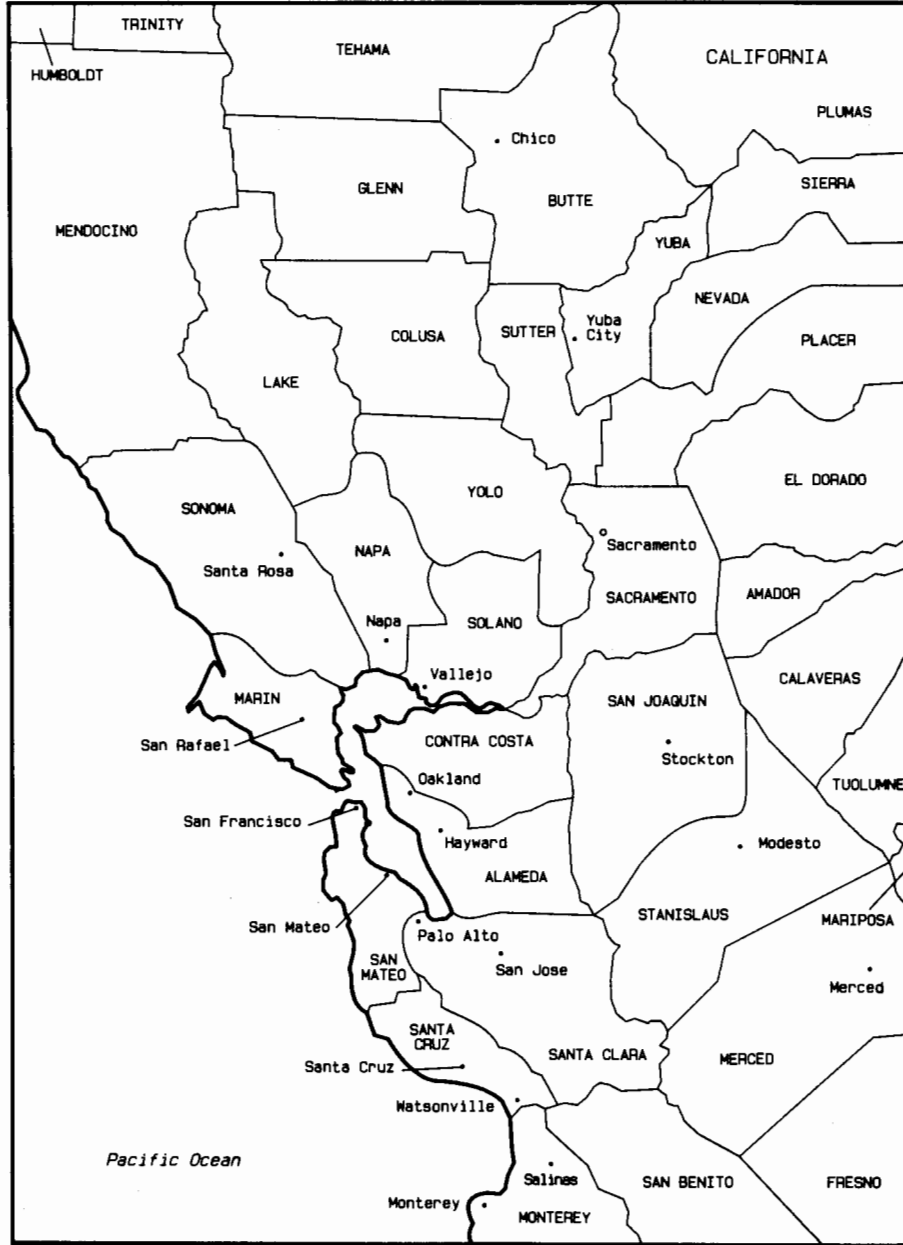 TRINITY
TEHAMA
CALIFORNIA
HUMBOLDT
PLUMAS
Chico
GLENN
SIERRA
BUTTE
MENDOCINO
YUBA
NEVADA
COLUSA
SUTTER
Yuba
City
PLACER
LAKE
EL DORADO
YOLO
SONOMA
Sacramento
NAPA
Santa Rosa
AMADOR
SACRAMENTO
Napa
SOLANO
CALAVERAS
Vallejo
MARIN
SAN JOAQUIN
CONTRA COSTA
San Rafael
Stockton
Oakland
TUOLUMNE
San Francisco
Hayward
Modesto
ALAMEDA
STANISLAUS
MARIPOSA
San Mateo
Palo Alto
SAN
MATEO
San Jose
Merced
SANTA
CRUZ
SANTA CLARA
MERCED
Santa Cruz
Watsonville
Pacific Ocean
Salinas
SAN BENITO
FRESNO
Monterey
MONTEREY